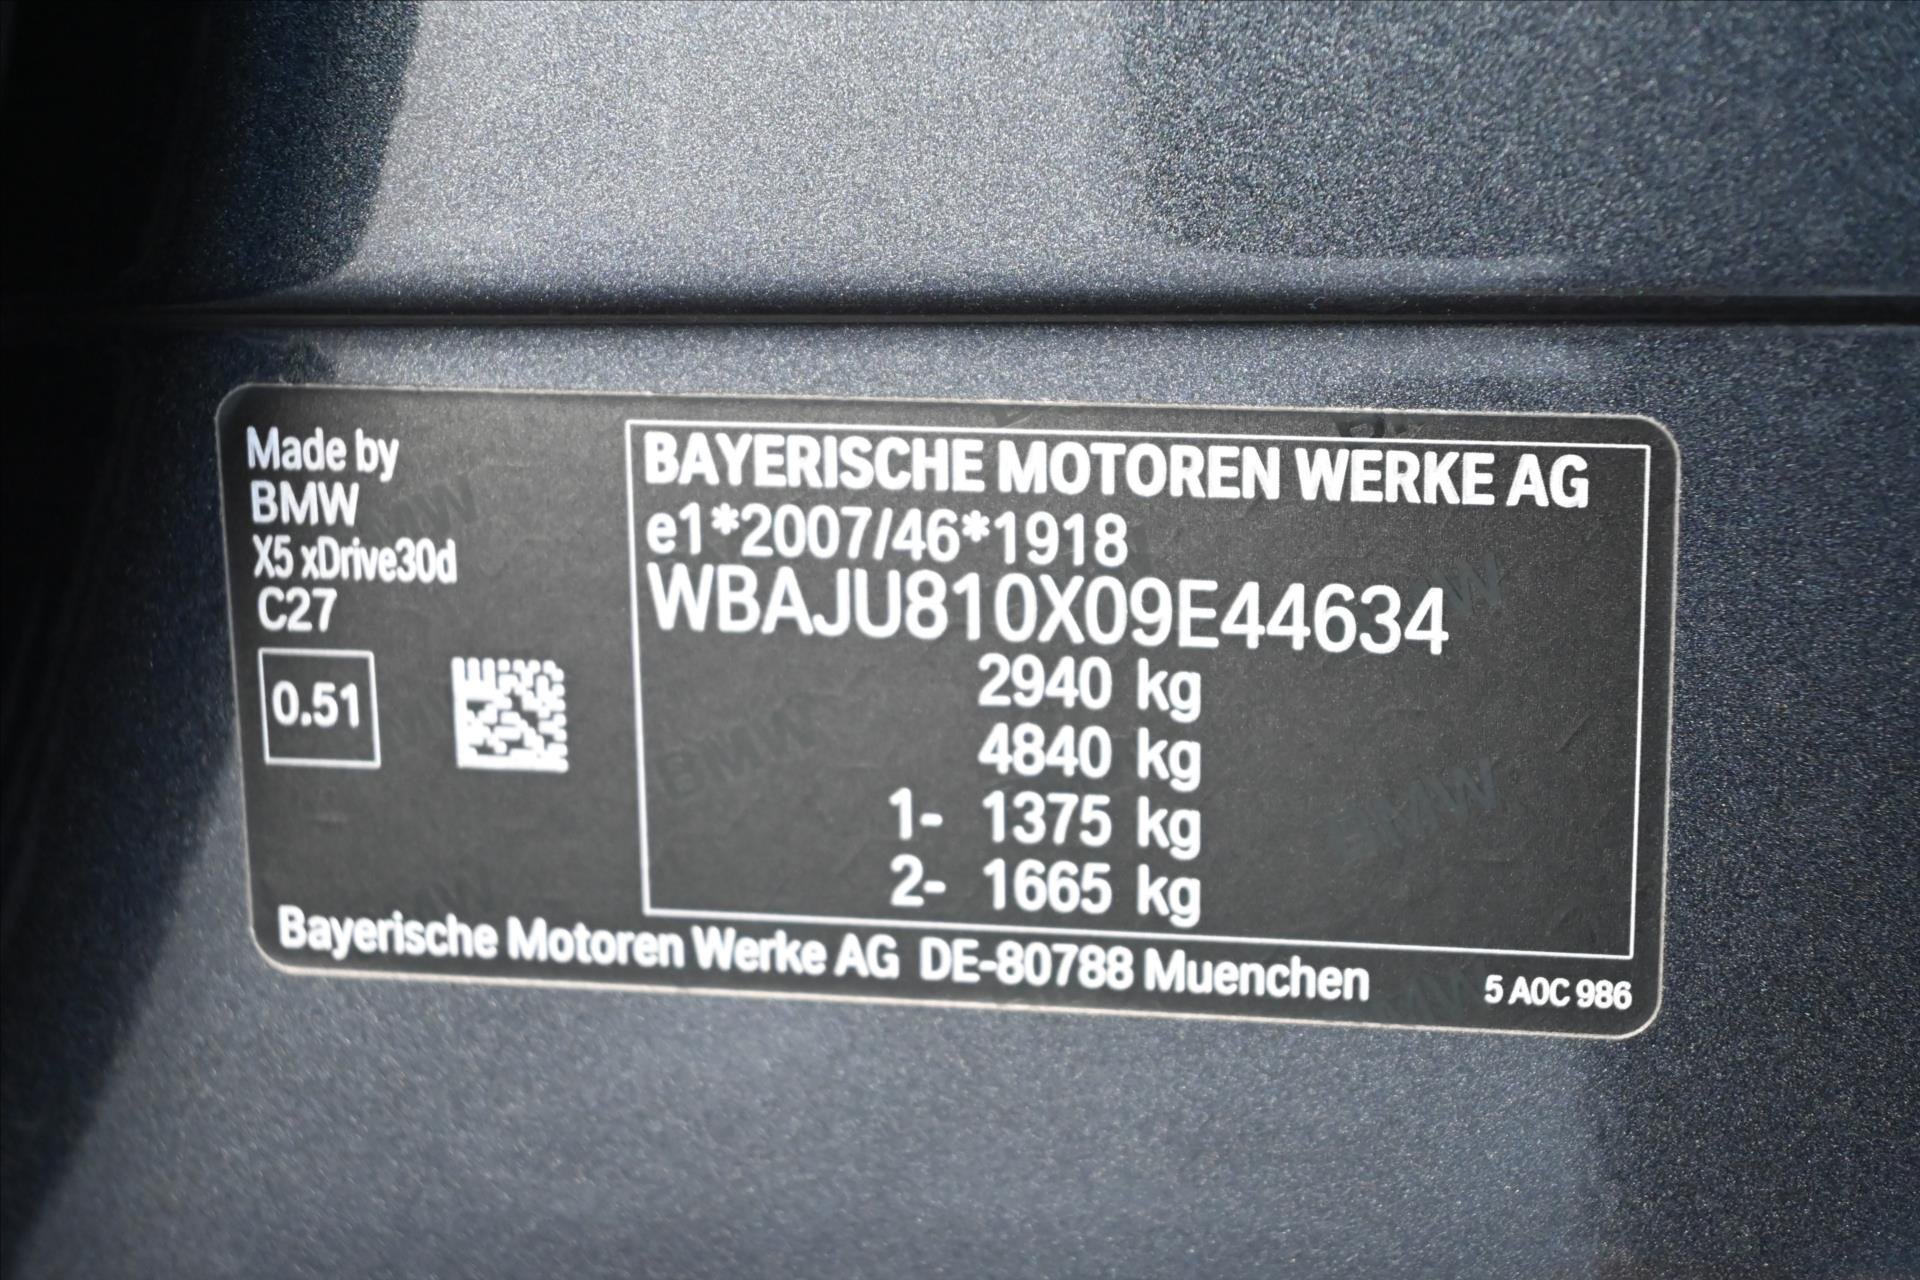 Made by
BMW
X5 xDrive30d
C27
0.51
BAYERISCHE MOTOREN WERKE AG
e1*2007/46*1918
WBAJU810X09E44634
2940 kg
4840 kg
1- 1375 kg
2- 1665 kg
Bayerische Motoren Werke AG DE-80788 Muenchen
5 A0C 986